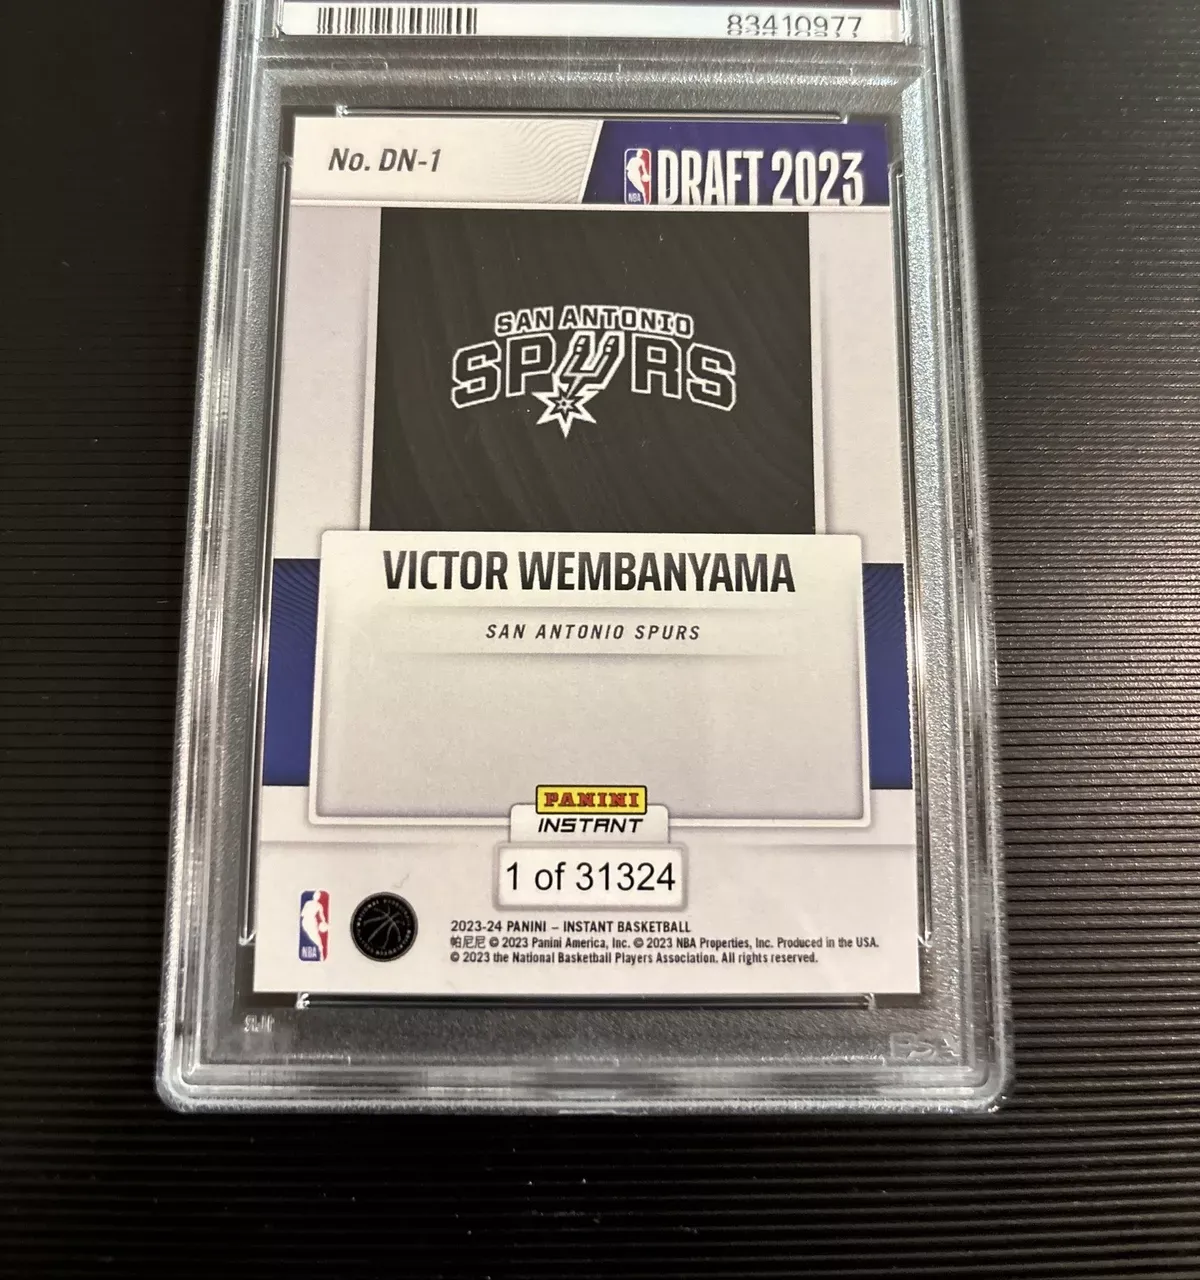 83410977
No. DN-1
NBA
DRAFT 2023
SAN ANTONIO
SPURS
VICTOR WEMBANYAMA
SAN ANTONIO SPURS
PANINI
INSTANT
1 of 31324
NBA
2023-24 PANINI – INSTANT BASKETBALL
帕尼尼 © 2023 Panini America, Inc. © 2023 NBA Properties, Inc. Produced in the USA.
© 2023 the National Basketball Players Association. All rights reserved.
PSA